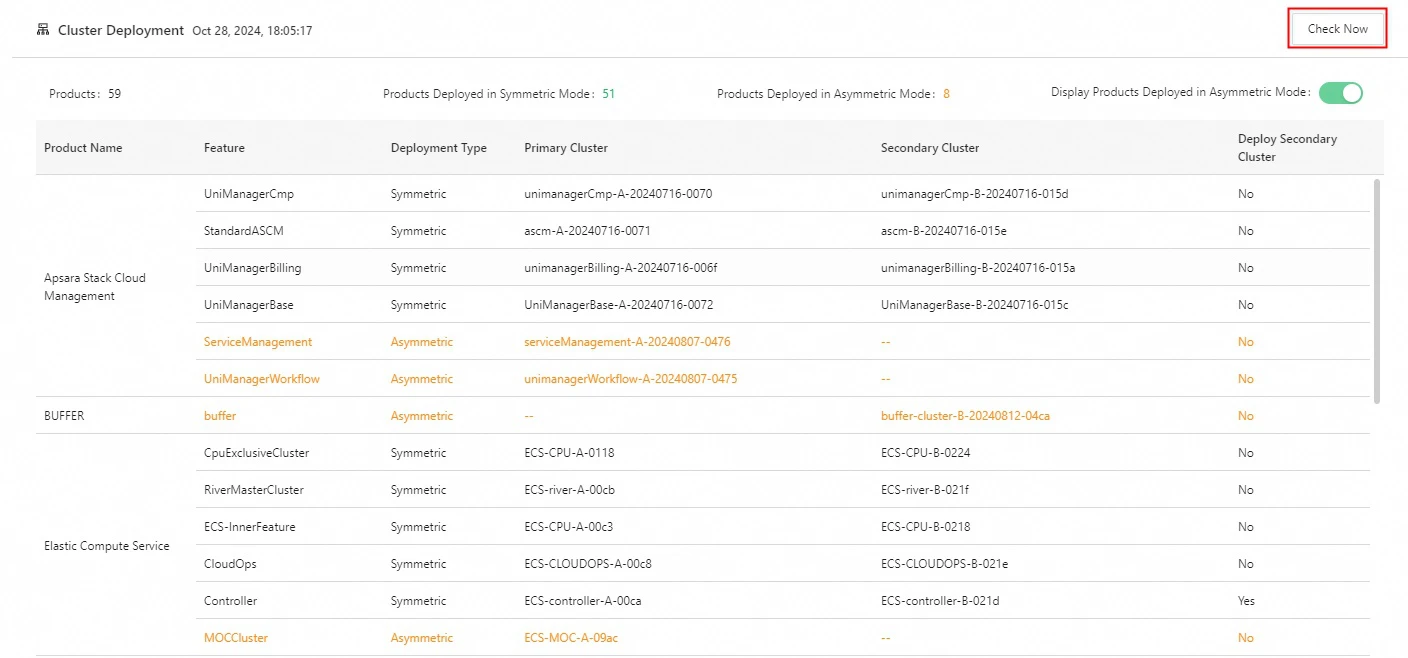 Cluster Deployment Oct 28, 2024, 18:05:17 Check Now
Products: 59 Products Deployed in Symmetric Mode: 51 Products Deployed in Asymmetric Mode: 8 Display Products Deployed in Asymmetric Mode:
Product Name Feature Deployment Type Primary Cluster Secondary Cluster Deploy Secondary
Cluster
UniManagerCmp Symmetric unimanagerCmp-A-20240716-0070 unimanagerCmp-B-20240716-015d No
StandardASCM Symmetric ascm-A-20240716-0071 ascm-B-20240716-015e No
UniManagerBilling Symmetric unimanagerBilling-A-20240716-006f unimanagerBilling-B-20240716-015a No
Apsara Stack Cloud
Management
UniManagerBase Symmetric UniManagerBase-A-20240716-0072 UniManagerBase-B-20240716-015c No
ServiceManagement Asymmetric serviceManagement-A-20240807-0476 -- No
UniManagerWorkflow Asymmetric unimanagerWorkflow-A-20240807-0475 -- No
BUFFER buffer Asymmetric -- buffer-cluster-B-20240812-04ca No
CpuExclusiveCluster Symmetric ECS-CPU-A-0118 ECS-CPU-B-0224 No
RiverMasterCluster Symmetric ECS-river-A-00cb ECS-river-B-021f No
ECS-InnerFeature Symmetric ECS-CPU-A-00c3 ECS-CPU-B-0218 No
Elastic Compute Service
CloudOps Symmetric ECS-CLOUDOPS-A-00c8 ECS-CLOUDOPS-B-021e No
Controller Symmetric ECS-controller-A-00ca ECS-controller-B-021d Yes
MOCCluster Asymmetric ECS-MOC-A-09ac -- No